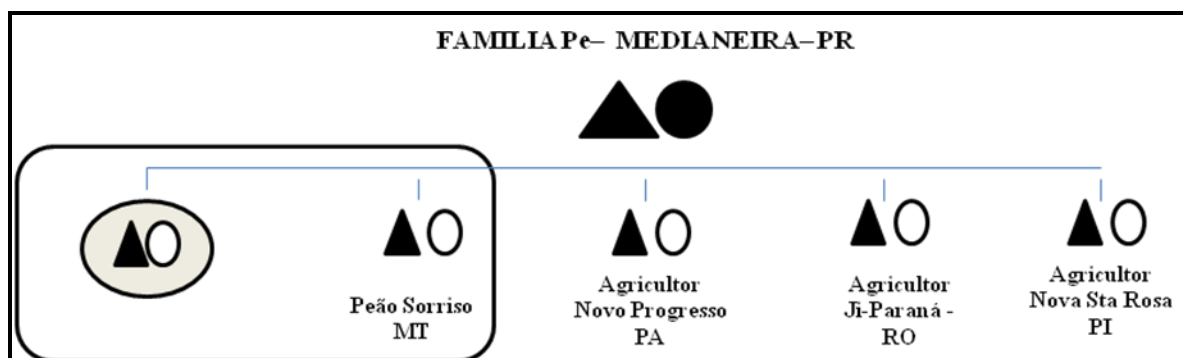 FAMILIA Pe– MEDIANEIRA–PR
Peão Sorriso
MT
Agricultor
Novo Progresso
PA
Agricultor
Ji-Paraná -
RO
Agricultor
Nova Sta Rosa
PI